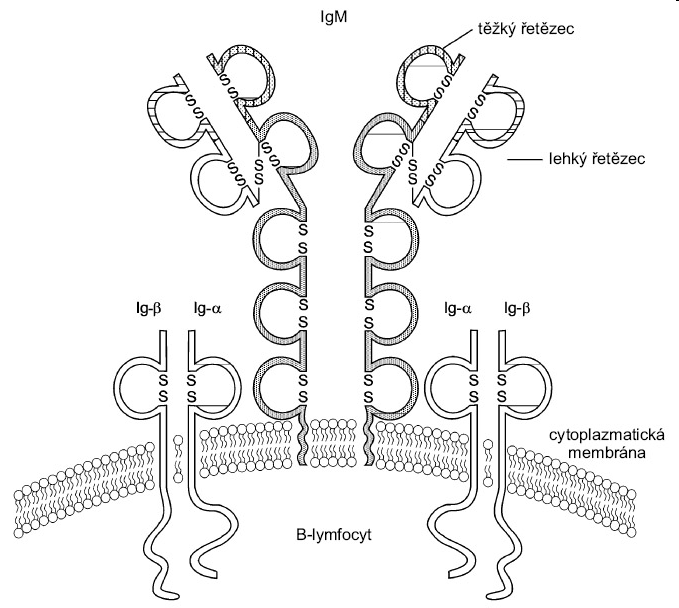 IgM
těžký řetězec
lehký řetězec
S S S S
S S S S
S S S S
S S S S
S S
S S
S S
S S
S S
S S
S S
S S
Ig-β Ig-α Ig-α Ig-β
S S S S S S
S S S S S S
cytoplazmatická
membrána
B-lymfocyt